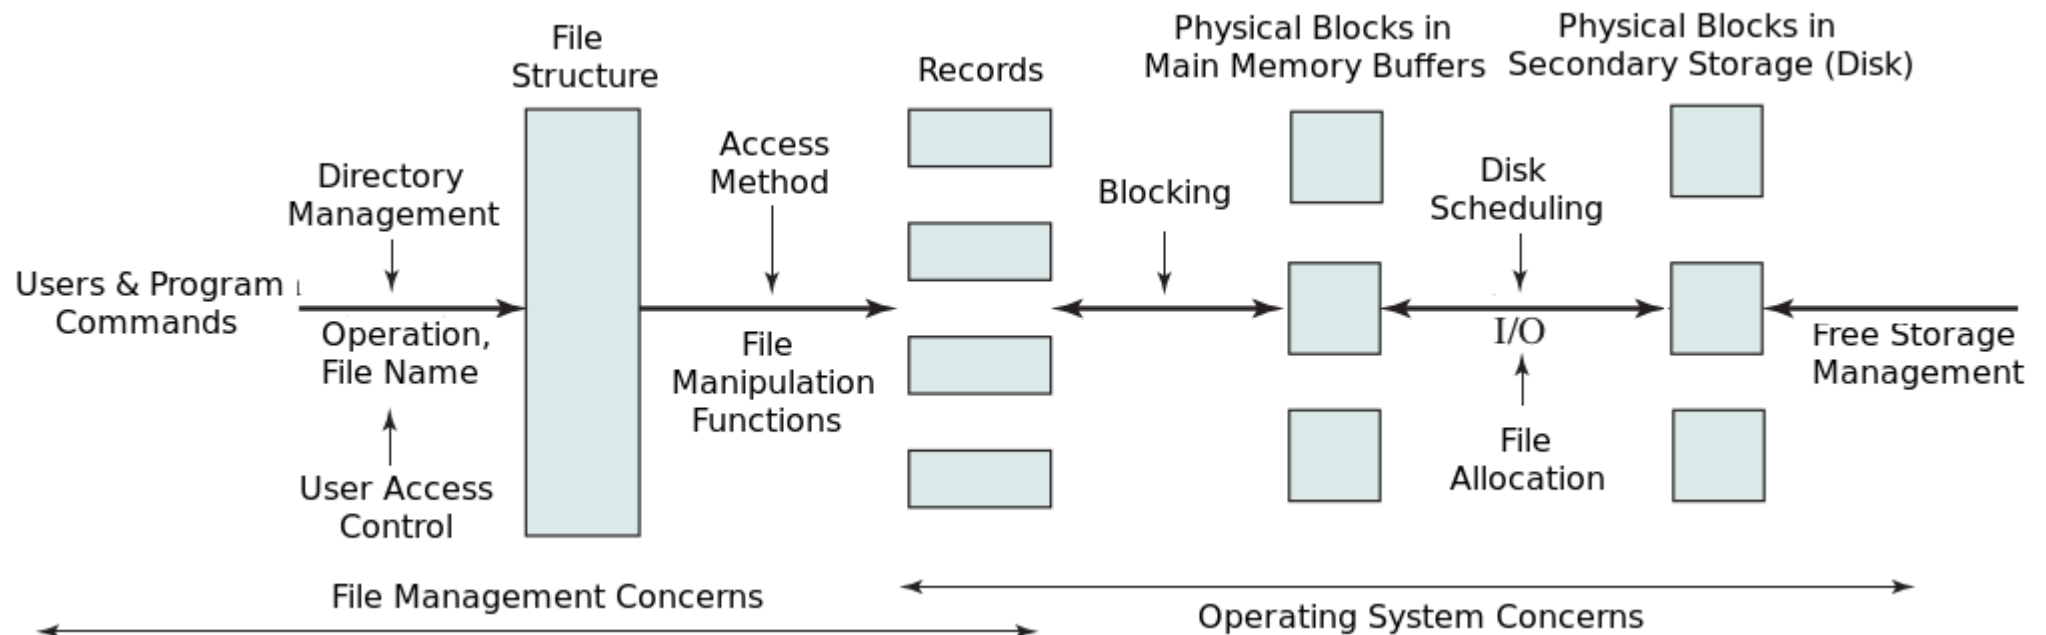 File
Structure
Records
Physical Blocks in
Main Memory Buffers
Physical Blocks in
Secondary Storage (Disk)
Directory
Management
Access
Method
Blocking
Disk
Scheduling
Users & Program
Commands
Operation,
File Name
File
Manipulation
Functions
I/O
Free Storage
Management
User Access
Control
File
Allocation
File Management Concerns
Operating System Concerns